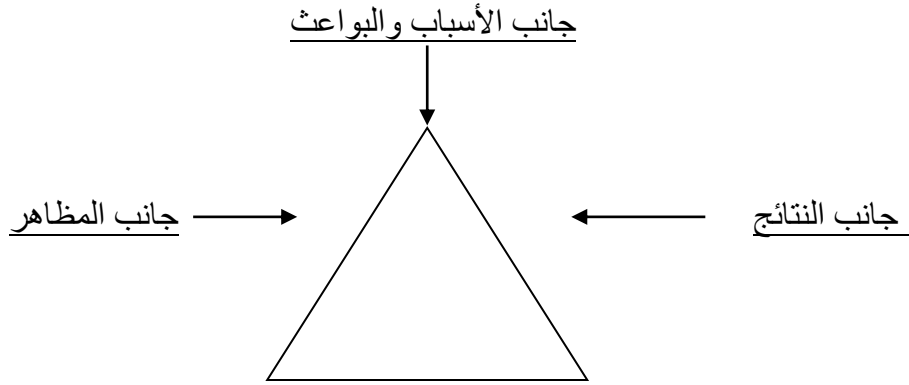 جانب الأسباب والبواعث
جانب النتائج
جانب المظاهر